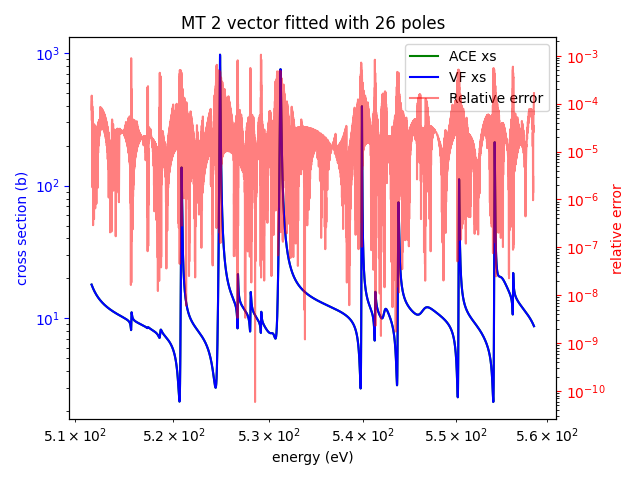 MT 2 vector fitted with 26 poles
10³
10²
10¹
cross section (b)
ACE xs
VF xs
Relative error
10⁻³
10⁻⁴
10⁻⁵
10⁻⁶
10⁻⁷
10⁻⁸
10⁻⁹
10⁻¹⁰
relative error
5.1 × 10² 5.2 × 10² 5.3 × 10² 5.4 × 10² 5.5 × 10² 5.6 × 10²
energy (eV)